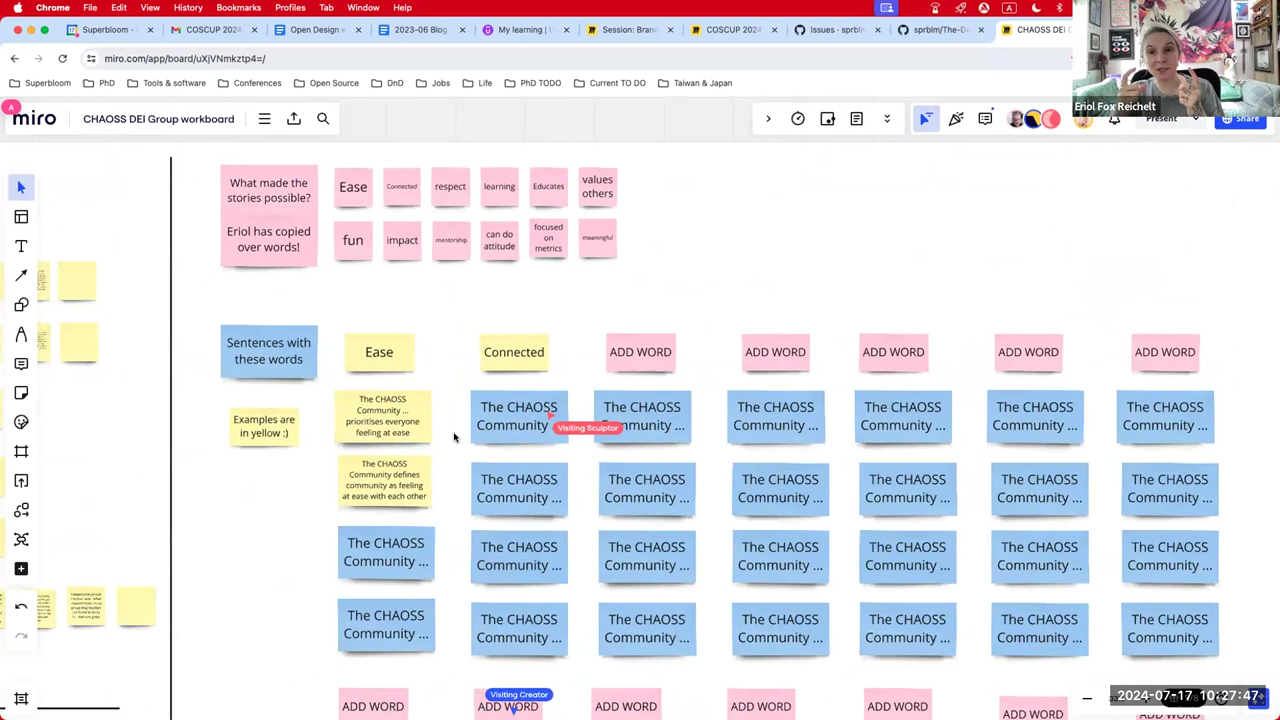 Chrome File Edit View History Bookmarks Profiles Tab Window Help
Superbloom -
COSCUP 2024
Open Design e
2023-06 Blog
My learning | U
Session: Branc
COSCUP 2024
Issues · sprblm
sprblm/The-De
CHAOSS DEI G
miro.com/app/board/uXjVNmkztp4=/
Superbloom PhD Tools & software Conferences Open Source DnD Jobs Life PhD TODO Current TO DO Taiwan & Japan
Eriol Fox Reichelt
A
miro
CHAOSS DEI Group workboard
Present
Share
What made the
stories possible?
Eriol has copied
over words!
Ease
Connected
respect
learning
Educates
values
others
fun
impact
mentorship
can do
attitude
focused
on
metrics
meaningful
Sentences with
these words
Ease
Connected
ADD WORD
ADD WORD
ADD WORD
ADD WORD
ADD WORD
Examples are
in yellow :)
The CHAOSS
Community ...
prioritises everyone
feeling at ease
The CHAOSS
Community
Visiting Sculptor
The CHAOSS
Community ...
The CHAOSS
Community ...
The CHAOSS
Community ...
The CHAOSS
Community ...
The CHAOSS
Community ...
The CHAOSS
Community defines
community as feeling
at ease with each other
The CHAOSS
Community ...
The CHAOSS
Community ...
The CHAOSS
Community ...
The CHAOSS
Community ...
The CHAOSS
Community ...
The CHAOSS
Community ...
The CHAOSS
Community ...
The CHAOSS
Community ...
The CHAOSS
Community ...
The CHAOSS
Community ...
The CHAOSS
Community ...
The CHAOSS
Community ...
The CHAOSS
Community ...
The CHAOSS
Community ...
The CHAOSS
Community ...
The CHAOSS
Community ...
The CHAOSS
Community ...
The CHAOSS
Community ...
The CHAOSS
Community ...
The CHAOSS
Community ...
Visiting Creator
ADD WORD
ADD WORD
ADD WORD
ADD WORD
ADD WORD
ADD WORD
2024-07-17 10:27:47